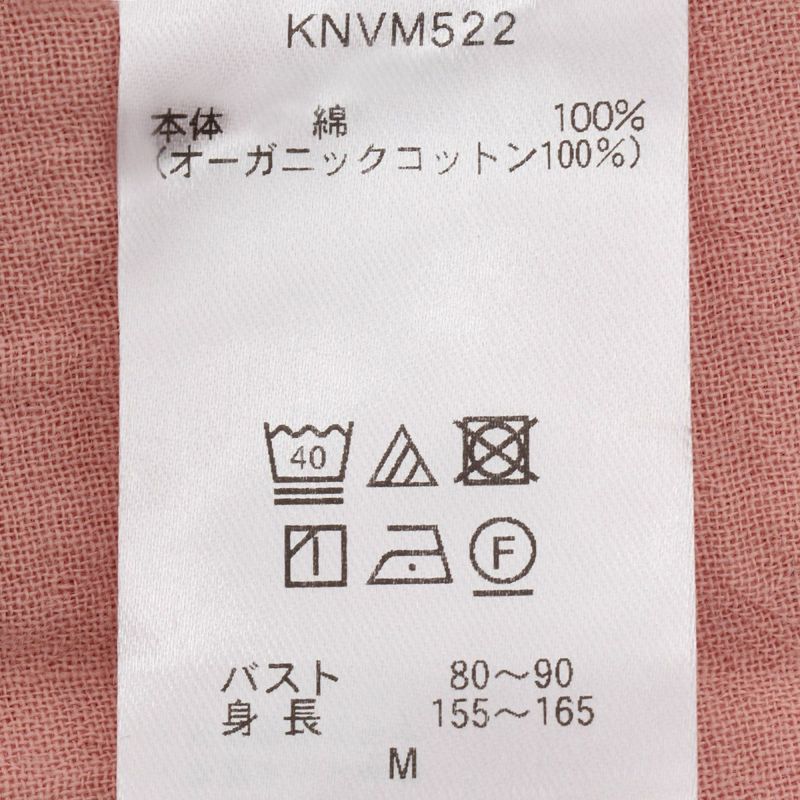 KNVM522
本体 綿 100%
(オーガニックコットン100%)
40
F
バスト 80～90
身長 155～165
M